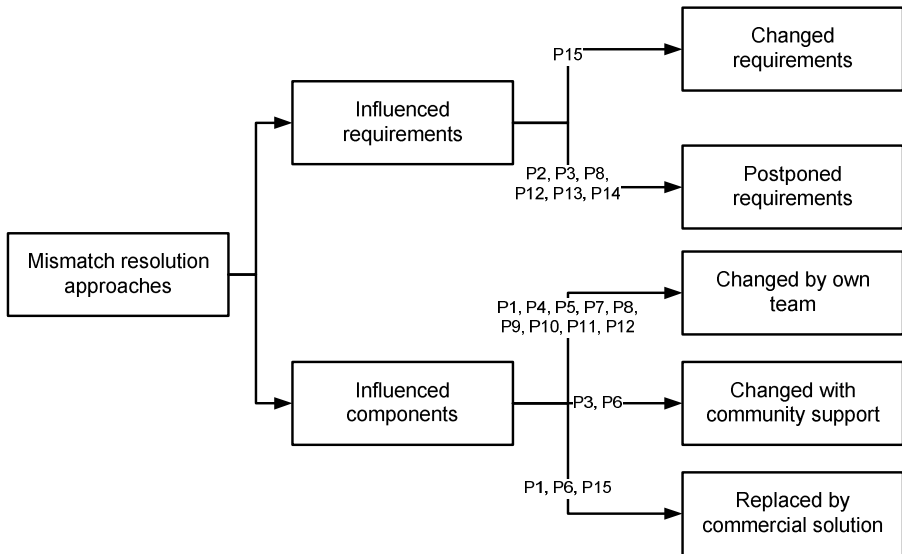 Changed
requirements
P15
Influenced
requirements
P2, P3, P8,
P12, P13, P14
Postponed
requirements
Mismatch resolution
approaches
Changed by own
team
P1, P4, P5, P7, P8,
P9, P10, P11, P12
Influenced
components
P3, P6
Changed with
community support
P1, P6, P15
Replaced by
commercial solution